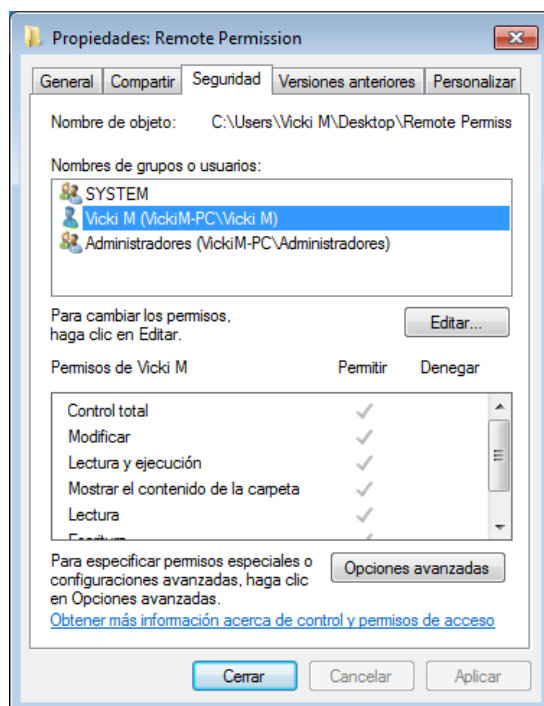 Propiedades: Remote Permission
General Compartir Seguridad Versiones anteriores Personalizar
Nombre de objeto: C:\Users\Vicki M\Desktop\Remote Permiss
Nombres de grupos o usuarios:
SYSTEM
Vicki M (VickiM-PC\Vicki M)
Administradores (VickiM-PC\Administradores)
Para cambiar los permisos,
haga clic en Editar.
Editar...
Permisos de Vicki M Permitir Denegar
Control total
Modificar
Lectura y ejecución
Mostrar el contenido de la carpeta
Lectura
Escritura
Para especificar permisos especiales o
configuraciones avanzadas, haga clic
en Opciones avanzadas.
Opciones avanzadas
Obtener más información acerca de control y permisos de acceso
Cerrar Cancelar Aplicar